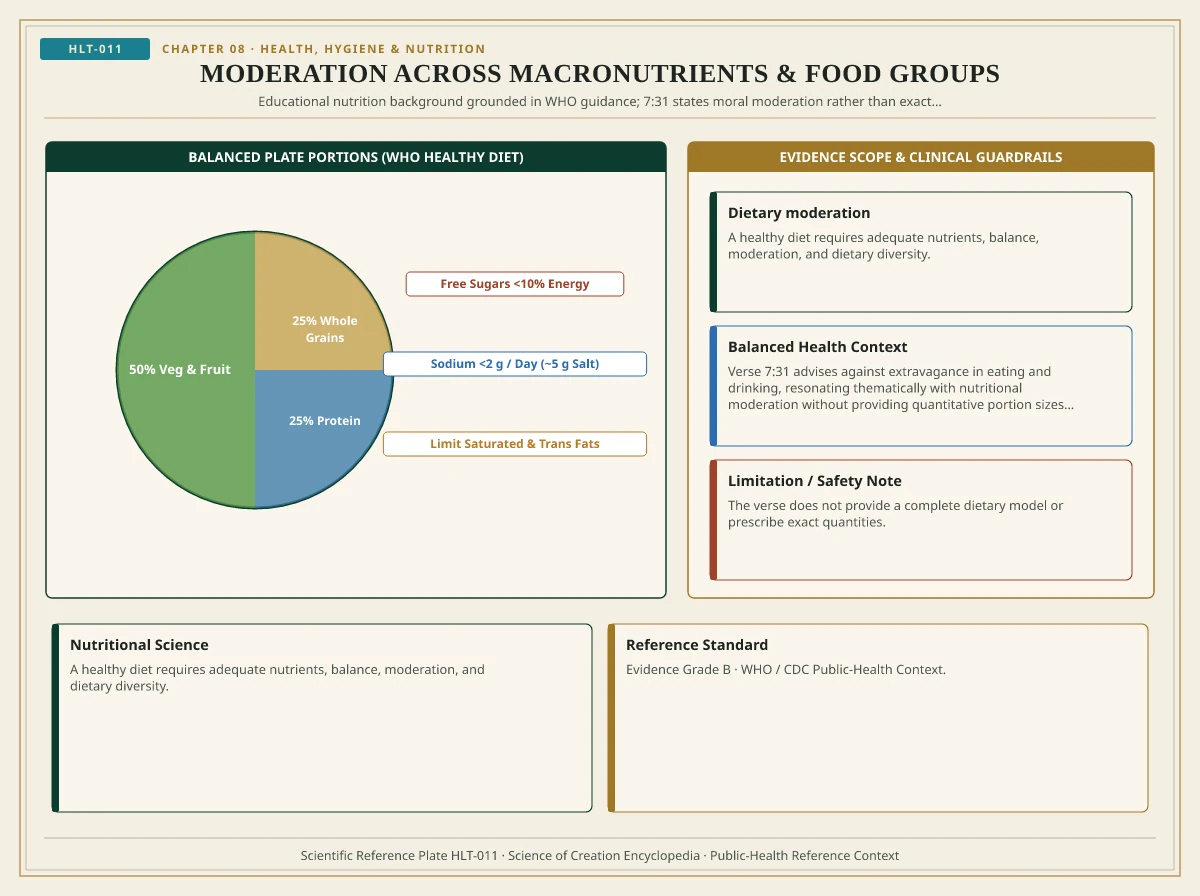 HLT-011
CHAPTER 08 · HEALTH, HYGIENE & NUTRITION
MODERATION ACROSS MACRONUTRIENTS & FOOD GROUPS
Educational nutrition background grounded in WHO guidance; 7:31 states moral moderation rather than exact…
BALANCED PLATE PORTIONS (WHO HEALTHY DIET)
50% Veg & Fruit
25% Whole
Grains
25% Protein
Free Sugars <10% Energy
Sodium <2 g / Day (~5 g Salt)
Limit Saturated & Trans Fats
EVIDENCE SCOPE & CLINICAL GUARDRAILS
Dietary moderation
A healthy diet requires adequate nutrients, balance,
moderation, and dietary diversity.
Balanced Health Context
Verse 7:31 advises against extravagance in eating and
drinking, resonating thematically with nutritional
moderation without providing quantitative portion sizes…
Limitation / Safety Note
The verse does not provide a complete dietary model or
prescribe exact quantities.
Nutritional Science
A healthy diet requires adequate nutrients, balance, moderation, and
dietary diversity.
Reference Standard
Evidence Grade B · WHO / CDC Public-Health Context.
Scientific Reference Plate HLT-011 · Science of Creation Encyclopedia · Public-Health Reference Context